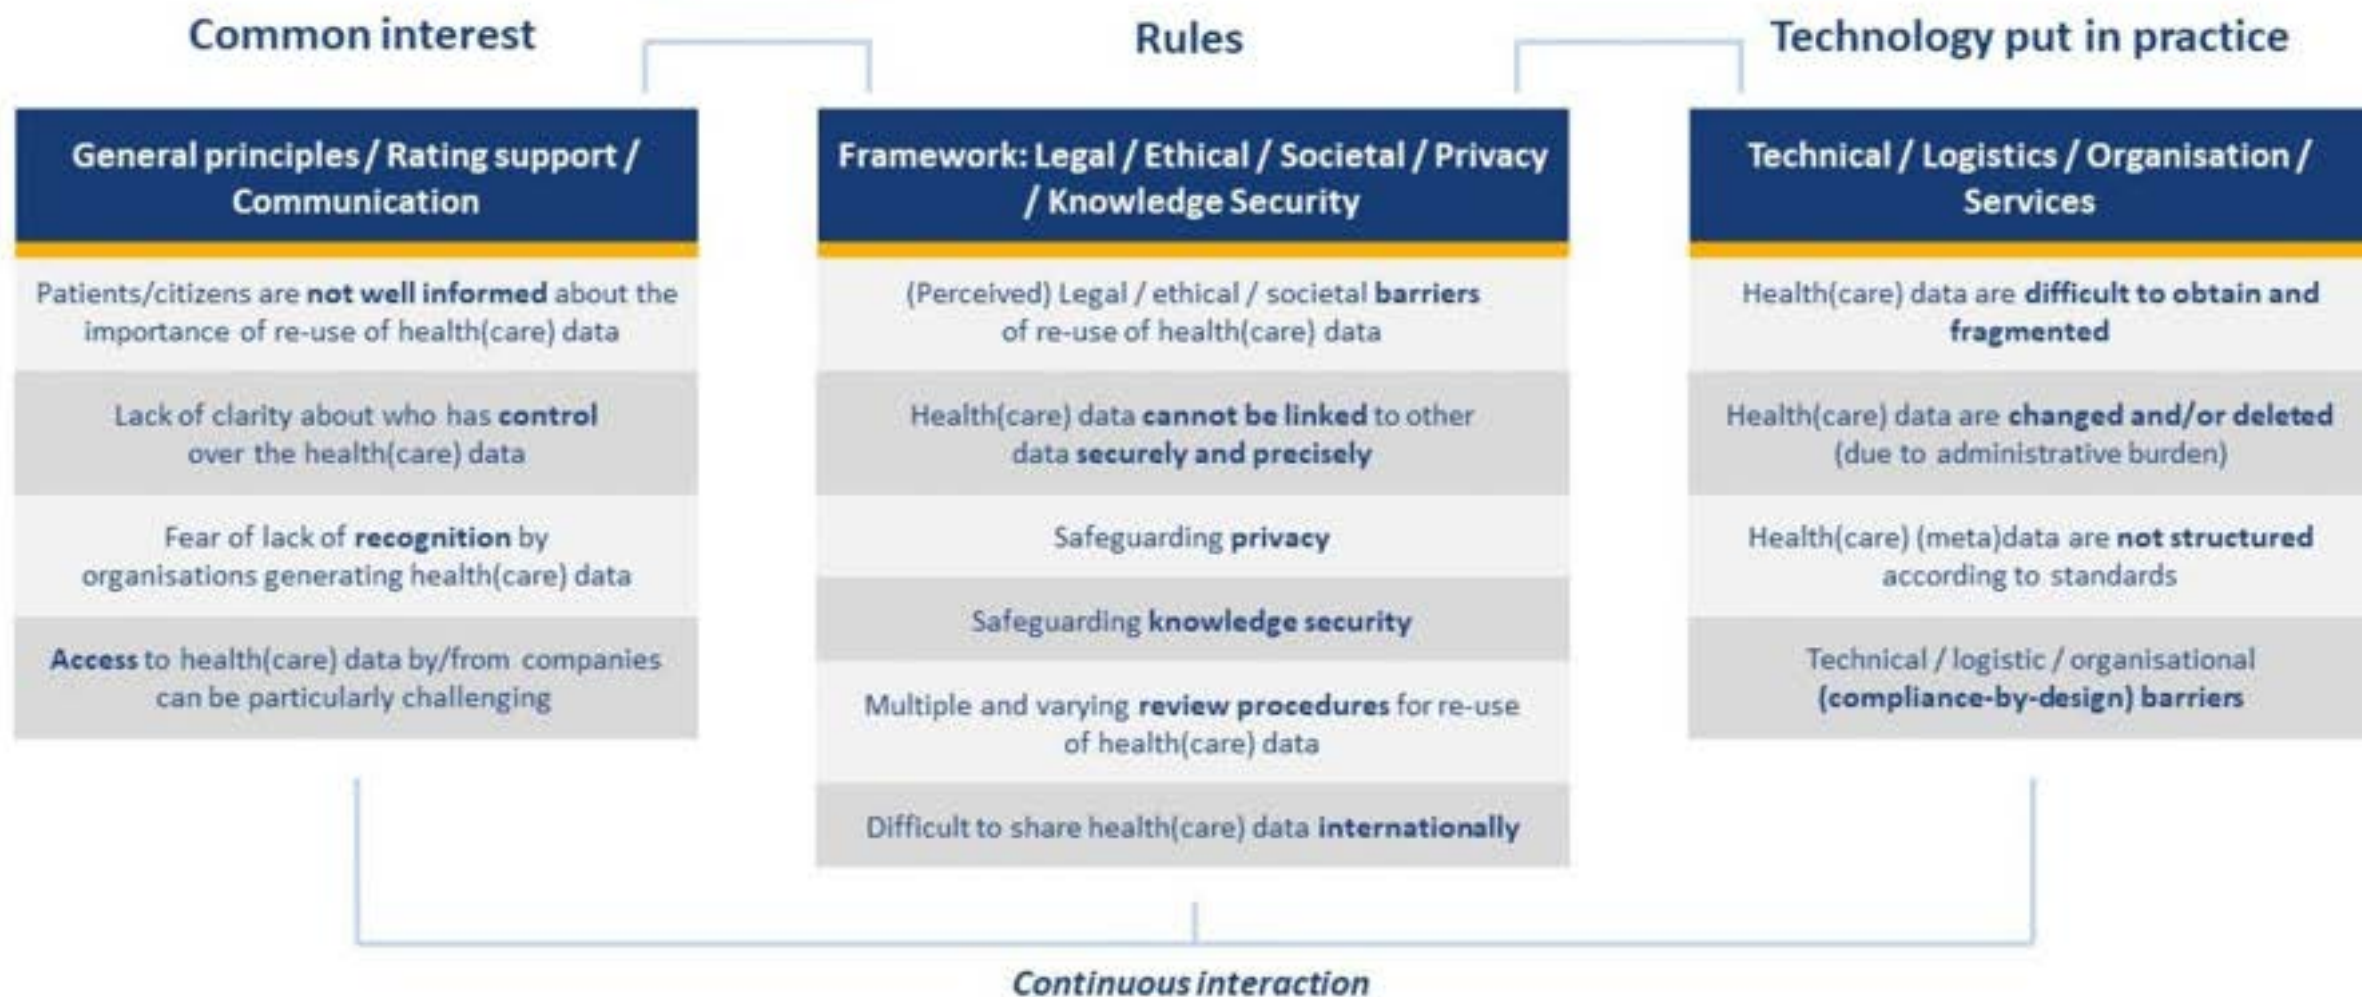 Common interest
General principles / Rating support /
Communication
Patients/citizens are not well informed about the
importance of re-use of health(care) data
Lack of clarity about who has control
over the health(care) data
Fear of lack of recognition by
organisations generating health(care) data
Access to health(care) data by/from companies
can be particularly challenging
Rules
Framework: Legal / Ethical / Societal / Privacy
/ Knowledge Security
(Perceived) Legal / ethical / societal barriers
of re-use of health(care) data
Health(care) data cannot be linked to other
data securely and precisely
Safeguarding privacy
Safeguarding knowledge security
Multiple and varying review procedures for re-use
of health(care) data
Difficult to share health(care) data internationally
Technology put in practice
Technical / Logistics / Organisation /
Services
Health(care) data are difficult to obtain and
fragmented
Health(care) data are changed and/or deleted
(due to administrative burden)
Health(care) (meta)data are not structured
according to standards
Technical / logistic / organisational
(compliance-by-design) barriers
Continuous interaction